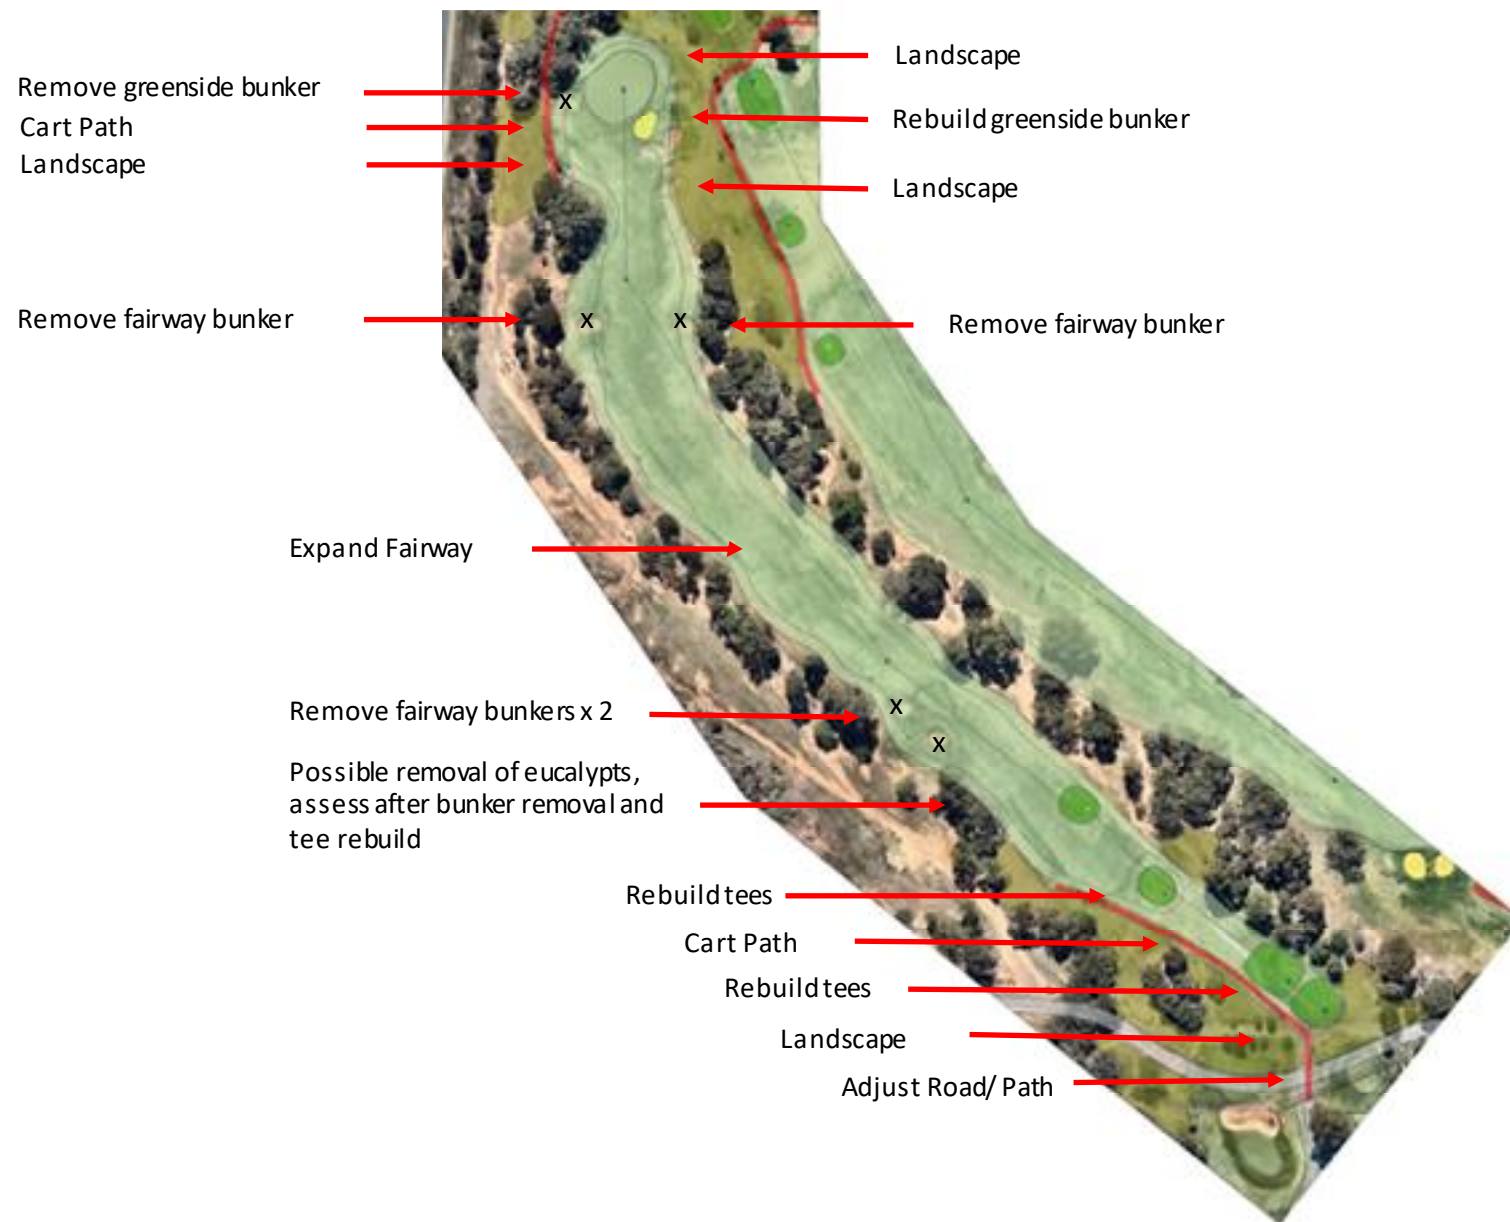 Landscape
Remove greenside bunker
x
Rebuild greenside bunker
Cart Path
Landscape
Landscape
Remove fairway bunker
x
x
Remove fairway bunker
Expand Fairway
Remove fairway bunkers x 2
x
x
Possible removal of eucalypts,
assess after bunker removal and
tee rebuild
Rebuild tees
Cart Path
Rebuild tees
Landscape
Adjust Road/ Path